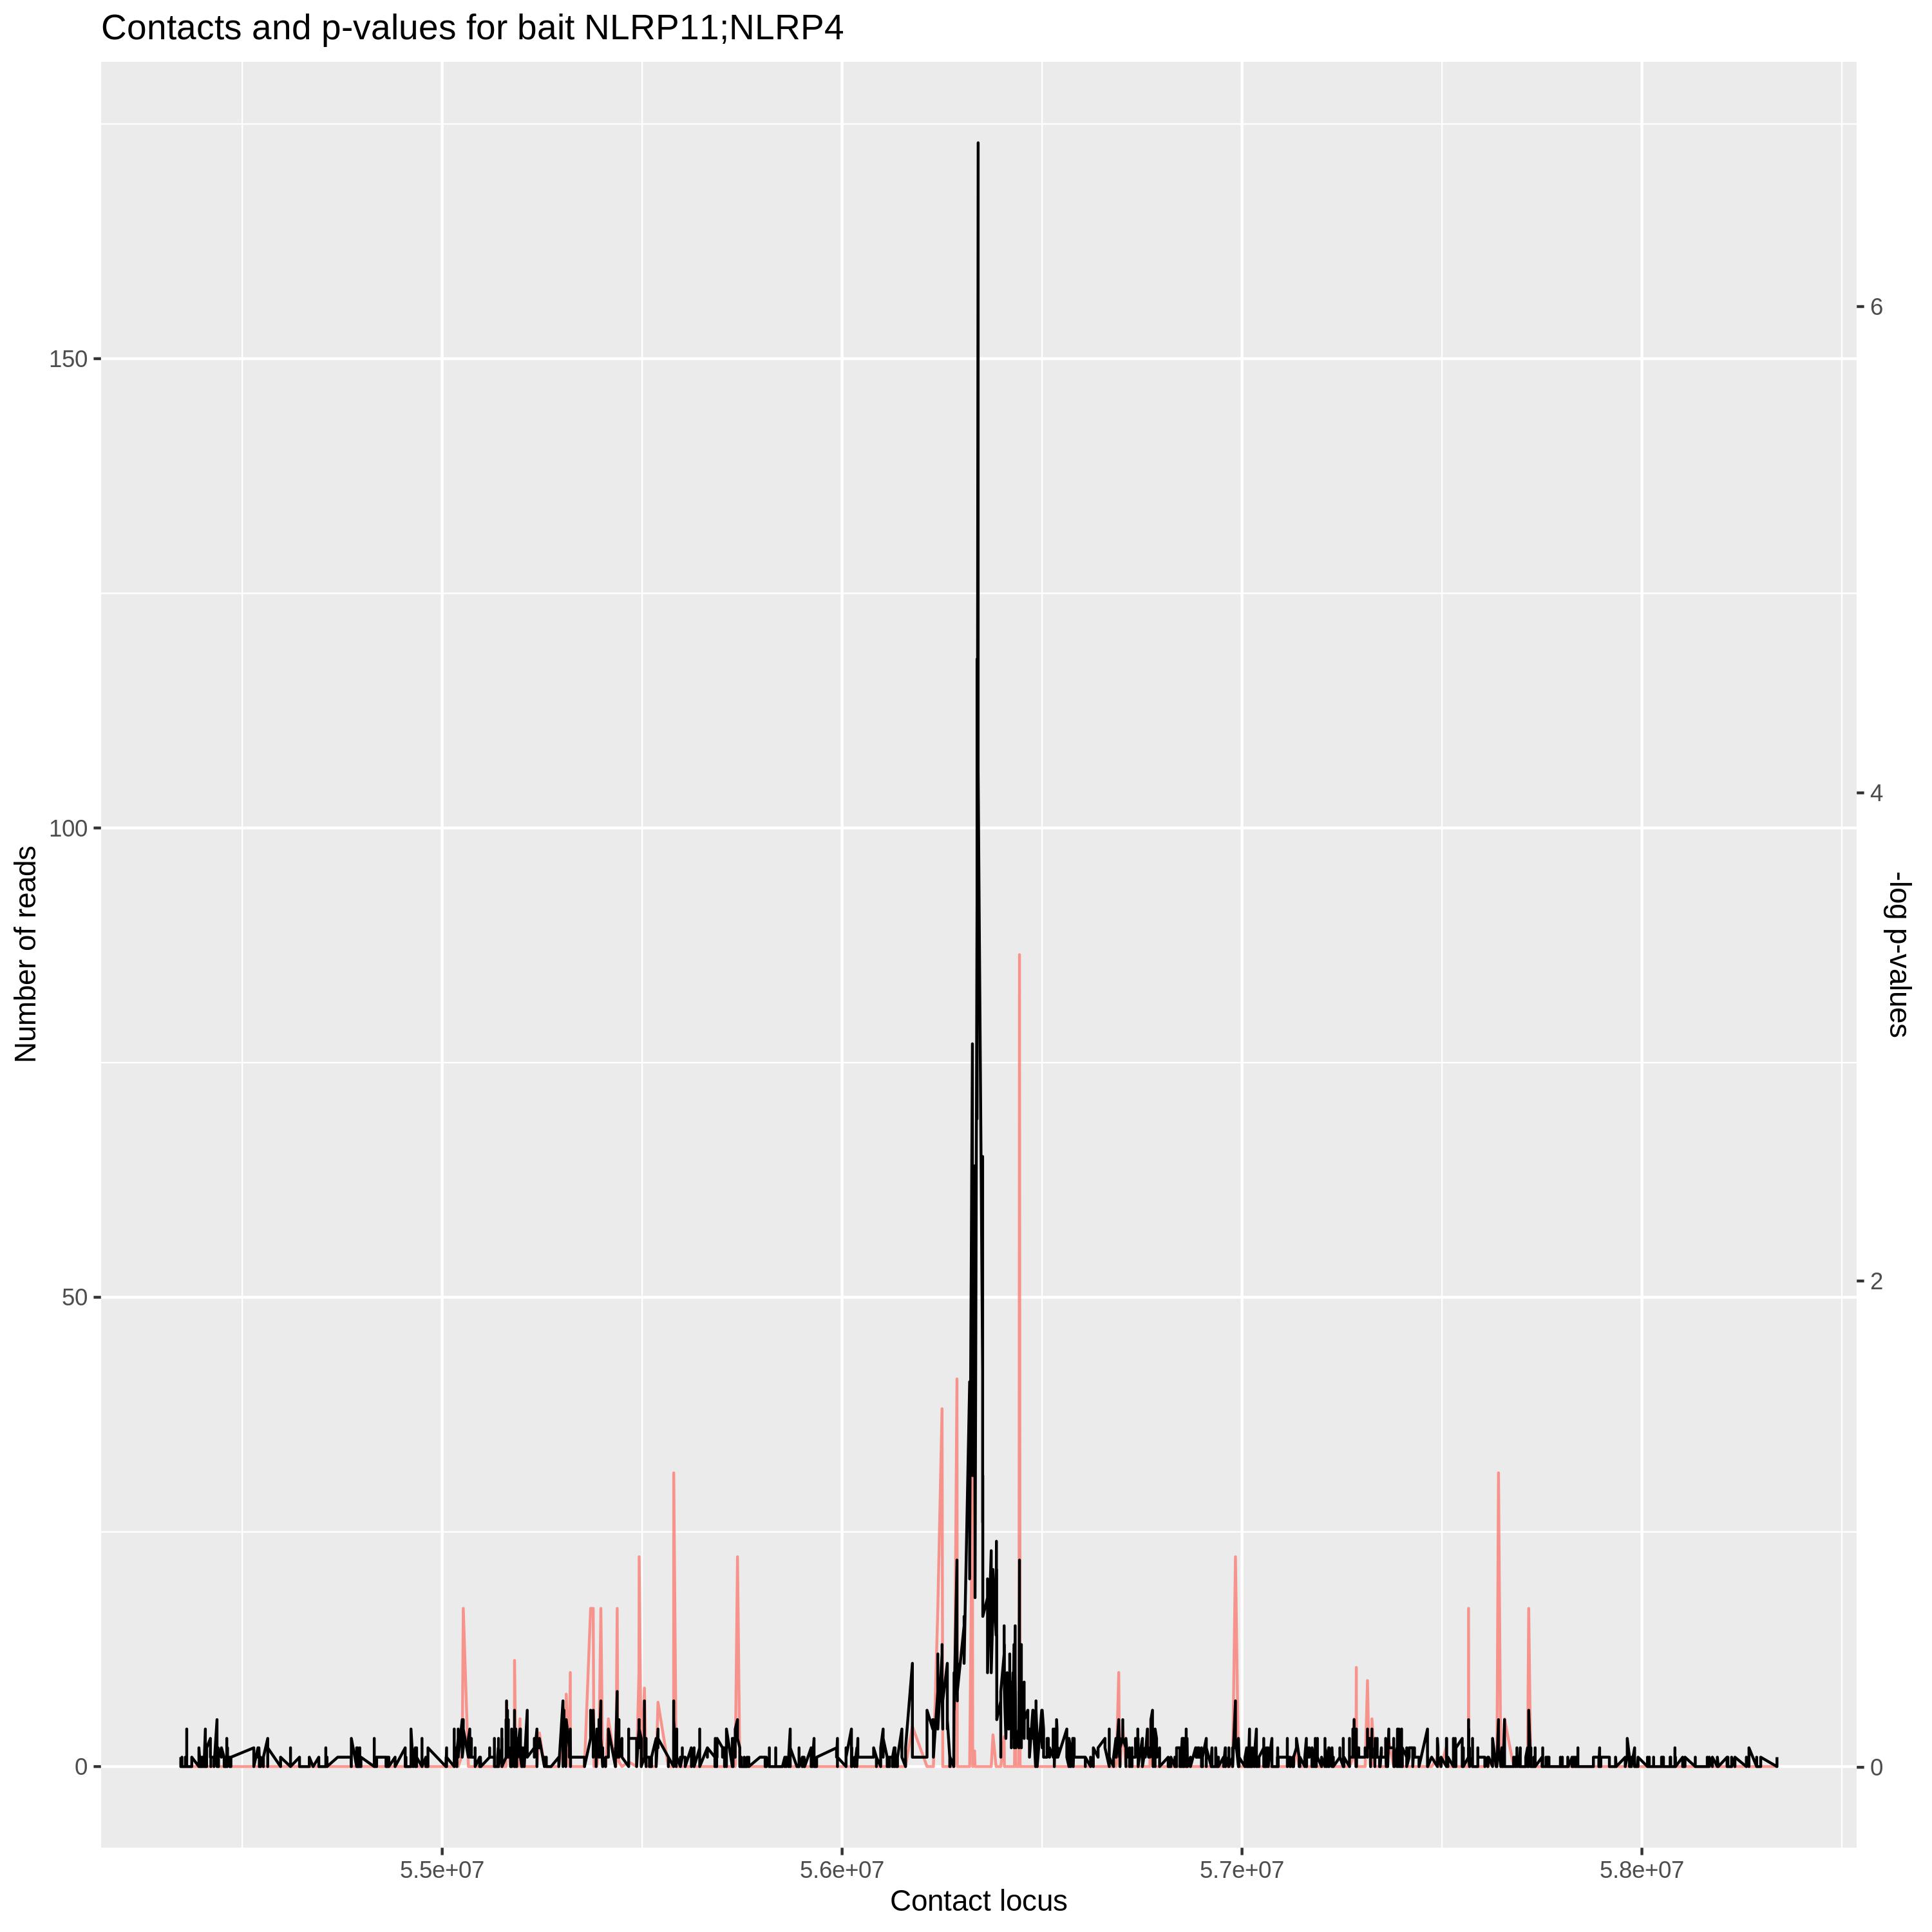 Contacts and p-values for bait NLRP11;NLRP4
150
100
50
0
Number of reads
6
4
2
0
-log p-values
5.5e+07 5.6e+07 5.7e+07 5.8e+07
Contact locus